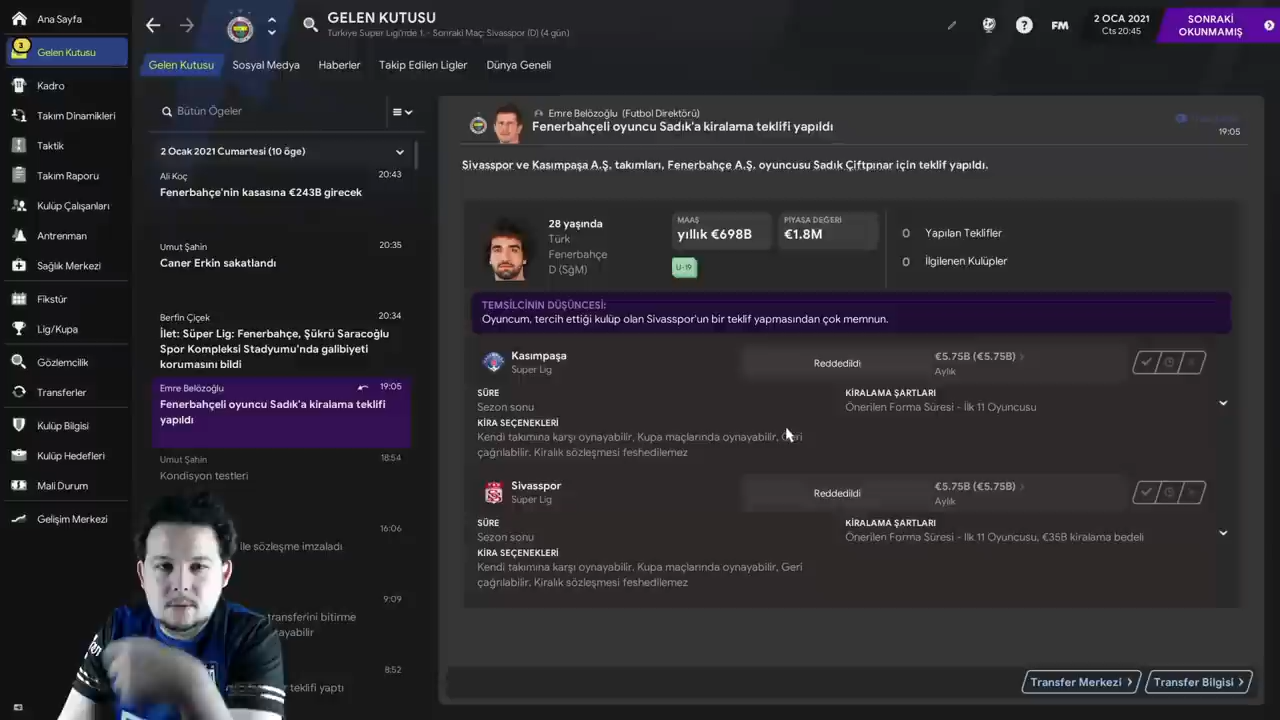 Ana Sayfa
3
Gelen Kutusu
Kadro
Takım Dinamikleri
Taktik
Takım Raporu
Kulüp Çalışanları
Antrenman
Sağlık Merkezi
Fikstür
Lig/Kupa
Gözlemcilik
Transferler
Kulüp Bilgisi
Kulüp Hedefleri
Mali Durum
Gelişim Merkezi
GELEN KUTUSU
Türkiye Süper Ligi'nde 1. - Sonraki Maç: Sivasspor (D) (4 gün)
FM
2 OCA 2021
Cts 20:45
SONRAKİ
OKUNMAMIŞ
Gelen Kutusu
Sosyal Medya
Haberler
Takip Edilen Ligler
Dünya Geneli
Bütün Ögeler
2 Ocak 2021 Cumartesi (10 öge)
Ali Koç
20:43
Fenerbahçe'nin kasasına €243B girecek
Umut Şahin
20:35
Caner Erkin sakatlandı
Berfin Çiçek
20:34
İlet: Süper Lig: Fenerbahçe, Şükrü Saracoğlu
Spor Kompleksi Stadyumu'nda galibiyeti
korumasını bildi
Emre Belözoğlu
19:05
Fenerbahçeli oyuncu Sadık'a kiralama teklifi
yapıldı
Umut Şahin
18:54
Kondisyon testleri
16:06
ile sözleşme imzaladı
9:09
transferini bitirme
8:52
teklifi yaptı
Emre Belözoğlu (Futbol Direktörü)
Fenerbahçeli oyuncu Sadık'a kiralama teklifi yapıldı
19:05
Sivasspor ve Kasımpaşa A.Ş. takımları, Fenerbahçe A.Ş. oyuncusu Sadık Çiftpınar için teklif yapıldı.
28 yaşında
Türk
Fenerbahçe
D (SğM)
MAAŞ
yıllık €698B
PİYASA DEĞERİ
€1.8M
U-19
0 Yapılan Teklifler
0 İlgilenen Kulüpler
TEMSİLCİNİN DÜŞÜNCESİ:
Oyuncum, tercih ettiği kulüp olan Sivasspor'un bir teklif yapmasından çok memnun.
Kasımpaşa
Süper Lig
Reddedildi
€5.75B (€5.75B)
Aylık
SÜRE
Sezon sonu
KİRALAMA ŞARTLARI
Önerilen Forma Süresi - İlk 11 Oyuncusu
KİRA SEÇENEKLERİ
Kendi takımına karşı oynayabilir, Kupa maçlarında oynayabilir, Geri
çağrılabilir. Kiralık sözleşmesi feshedilemez
Sivasspor
Süper Lig
Reddedildi
€5.75B (€5.75B)
Aylık
SÜRE
Sezon sonu
KİRALAMA ŞARTLARI
Önerilen Forma Süresi - İlk 11 Oyuncusu, €35B kiralama bedeli
KİRA SEÇENEKLERİ
Kendi takımına karşı oynayabilir. Kupa maçlarında oynayabilir, Geri
çağrılabilir. Kiralık sözleşmesi feshedilemez
Transfer Merkezi
Transfer Bilgisi